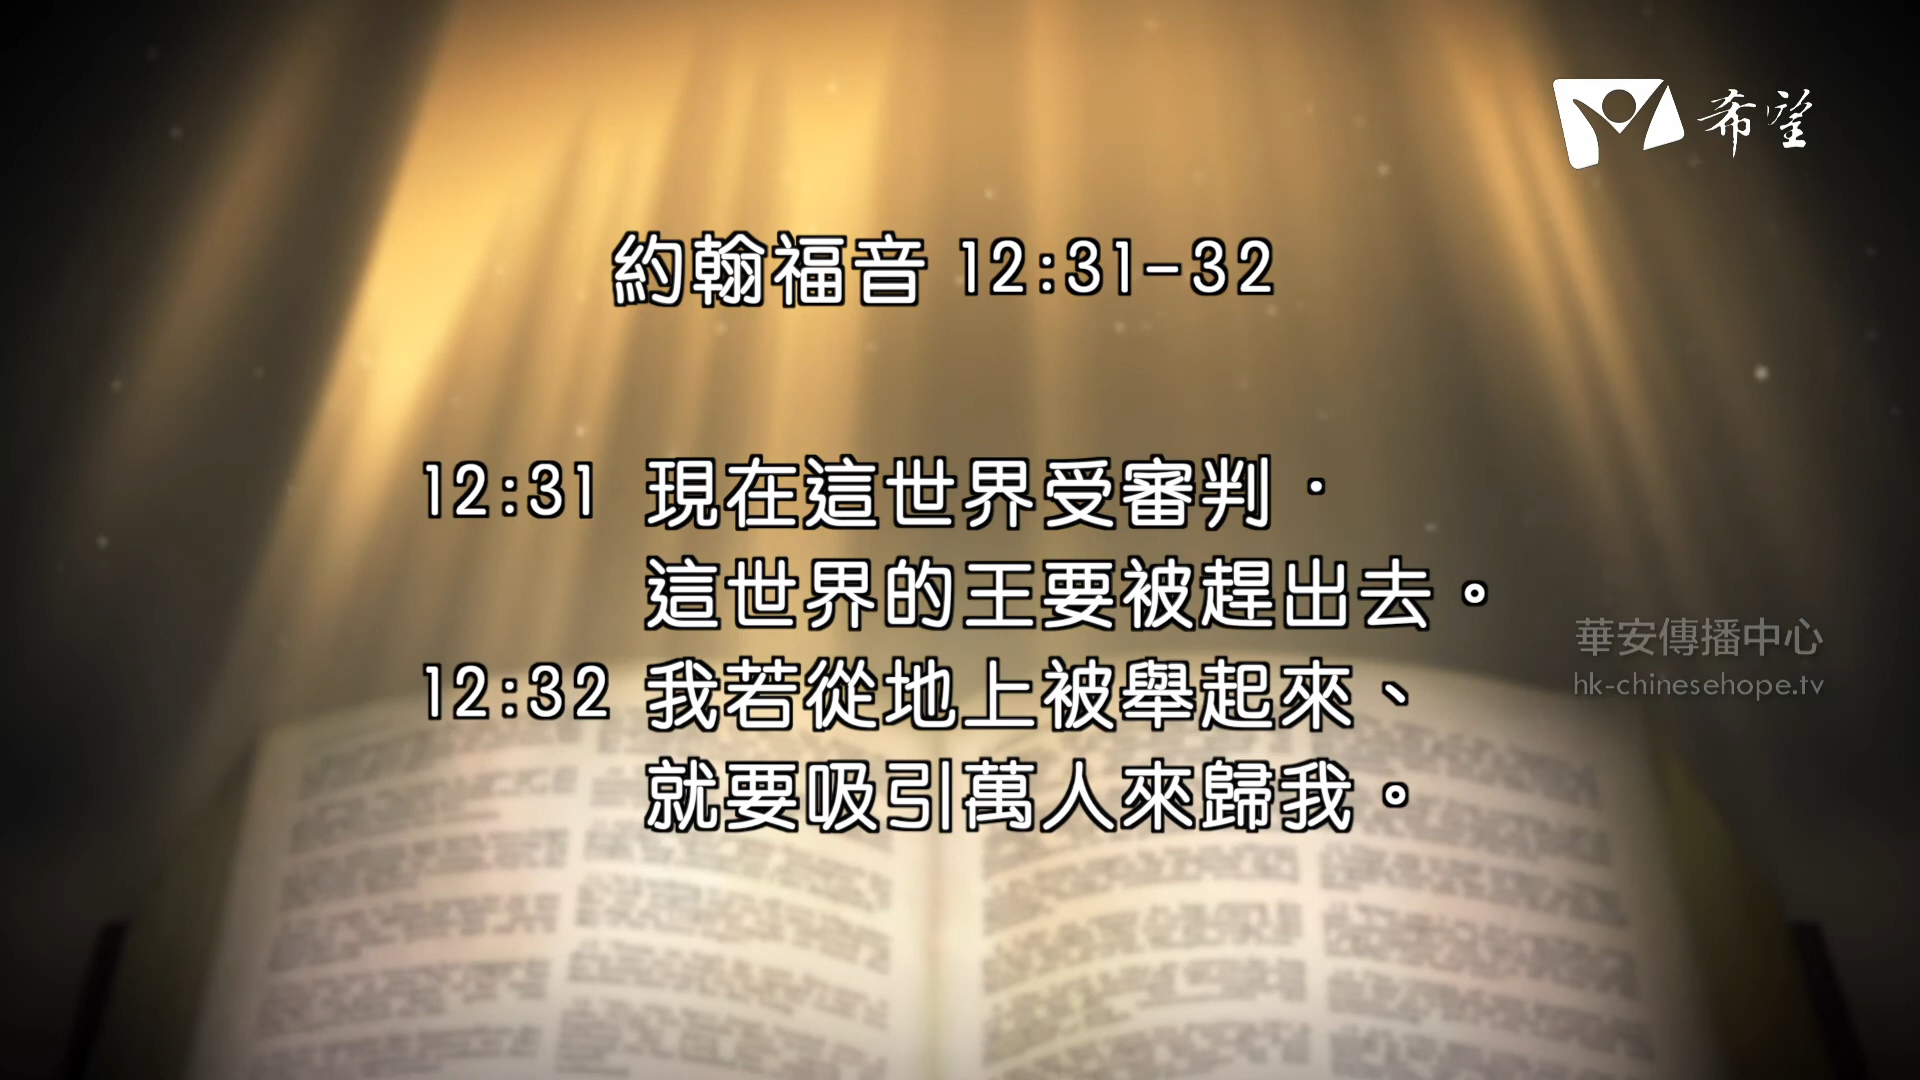 希望
約翰福音 12:31-32
12:31 現在這世界受審判．
這世界的王要被趕出去。
12:32 我若從地上被舉起來、
就要吸引萬人來歸我。
華安傳播中心
hk-chinesehope.tv